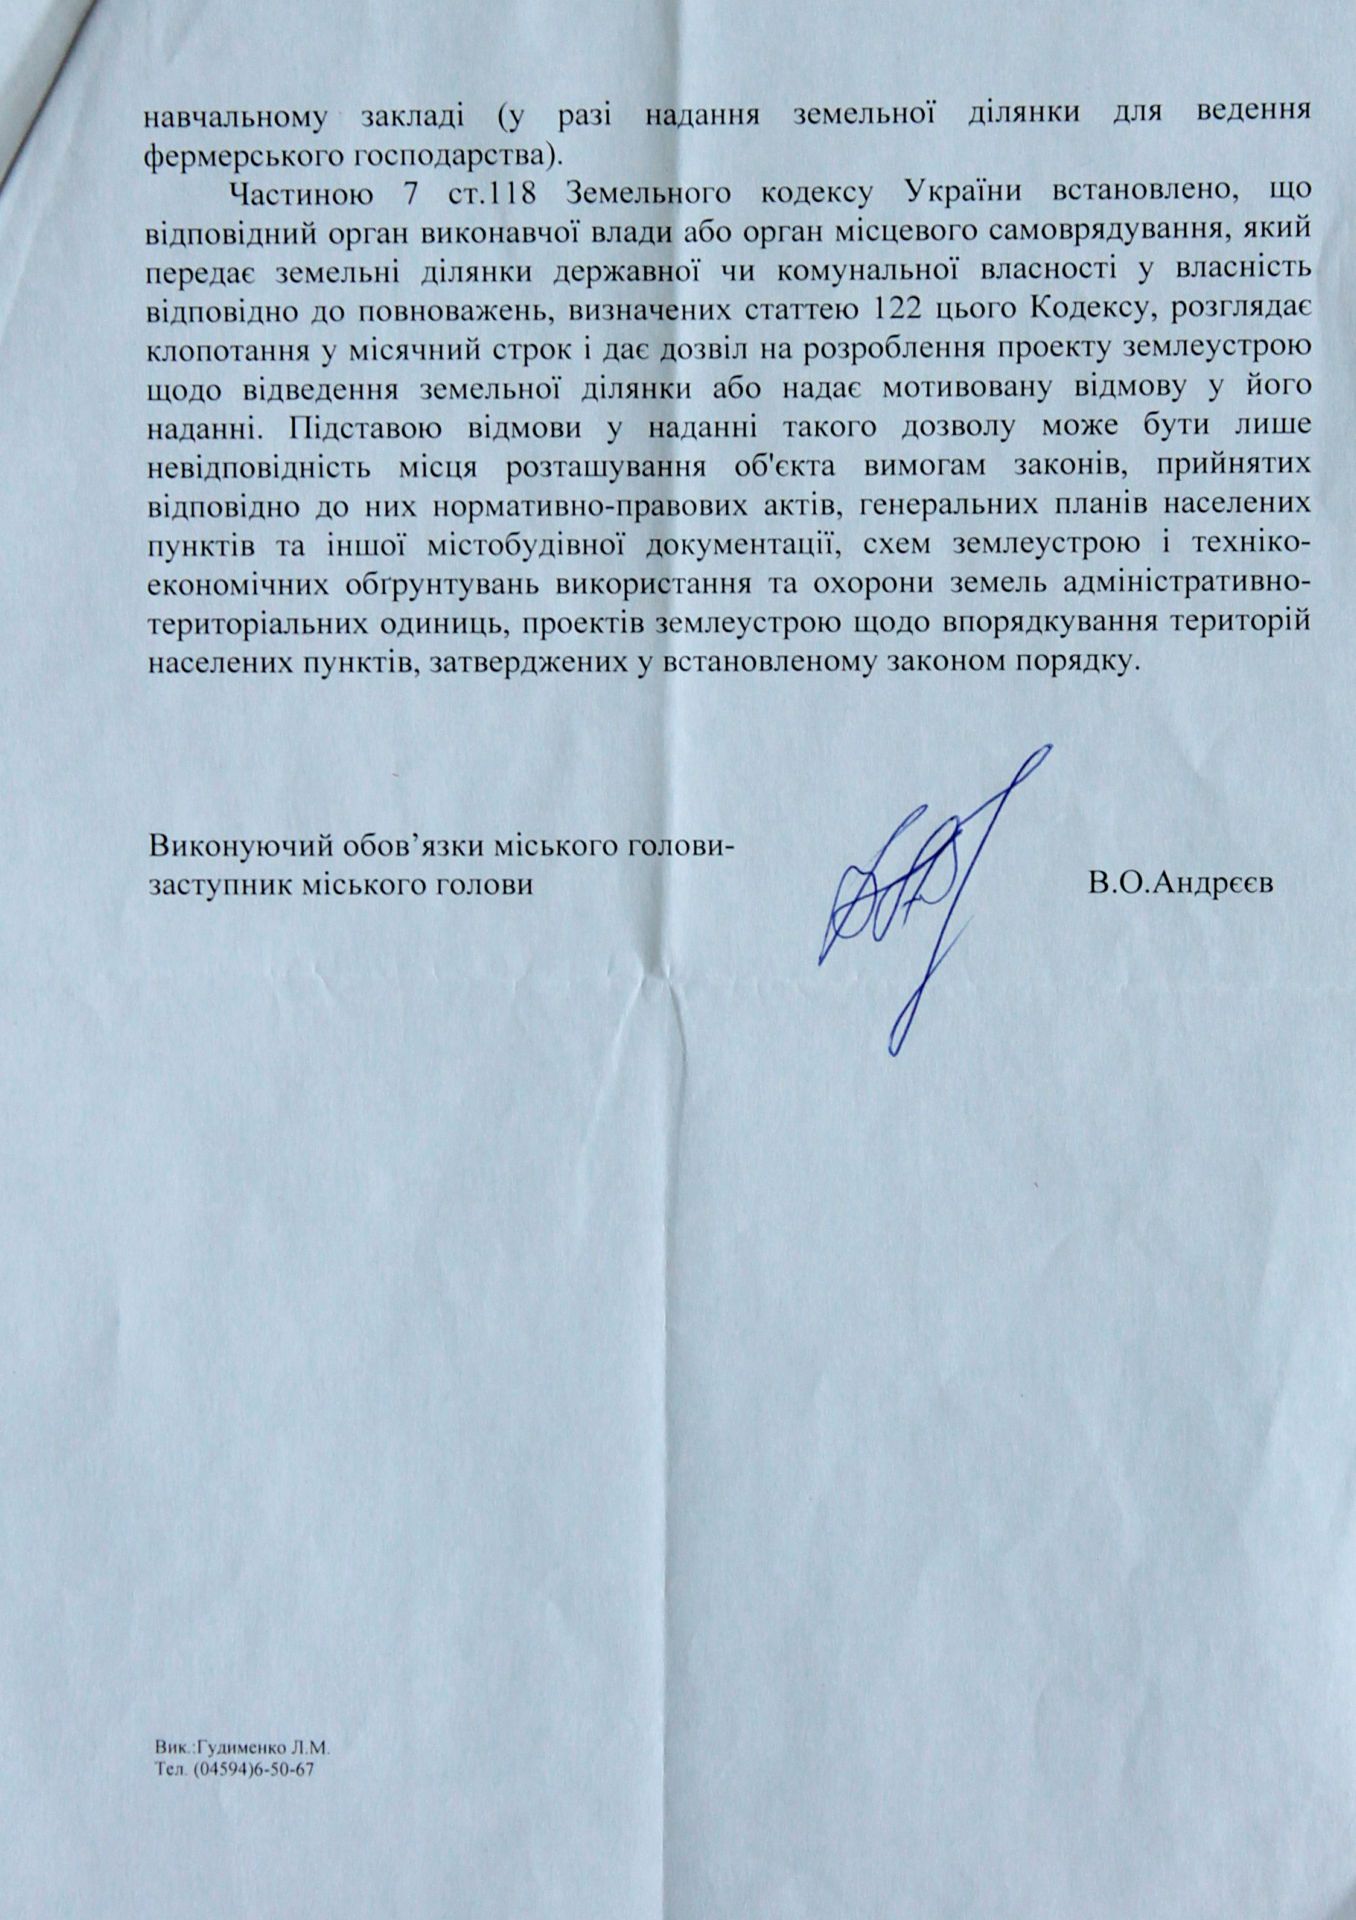 навчальному закладі (у разі надання земельної ділянки для ведення
фермерського господарства).
Частиною 7 ст.118 Земельного кодексу України встановлено, що
відповідний орган виконавчої влади або орган місцевого самоврядування, який
передає земельні ділянки державної чи комунальної власності у власність
відповідно до повноважень, визначених статтею 122 цього Кодексу, розглядає
клопотання у місячний строк і дає дозвіл на розроблення проекту землеустрою
щодо відведення земельної ділянки або надає мотивовану відмову у його
наданні. Підставою відмови у наданні такого дозволу може бути лише
невідповідність місця розташування об'єкта вимогам законів, прийнятих
відповідно до них нормативно-правових актів, генеральних планів населених
пунктів та іншої містобудівної документації, схем землеустрою і техніко-
економічних обґрунтувань використання та охорони земель адміністративно-
територіальних одиниць, проектів землеустрою щодо впорядкування територій
населених пунктів, затверджених у встановленому законом порядку.
Виконуючий обов’язки міського голови-
заступник міського голови В.О.Андрєєв
Вик.:Гудименко Л.М.
Тел. (04594)6-50-67